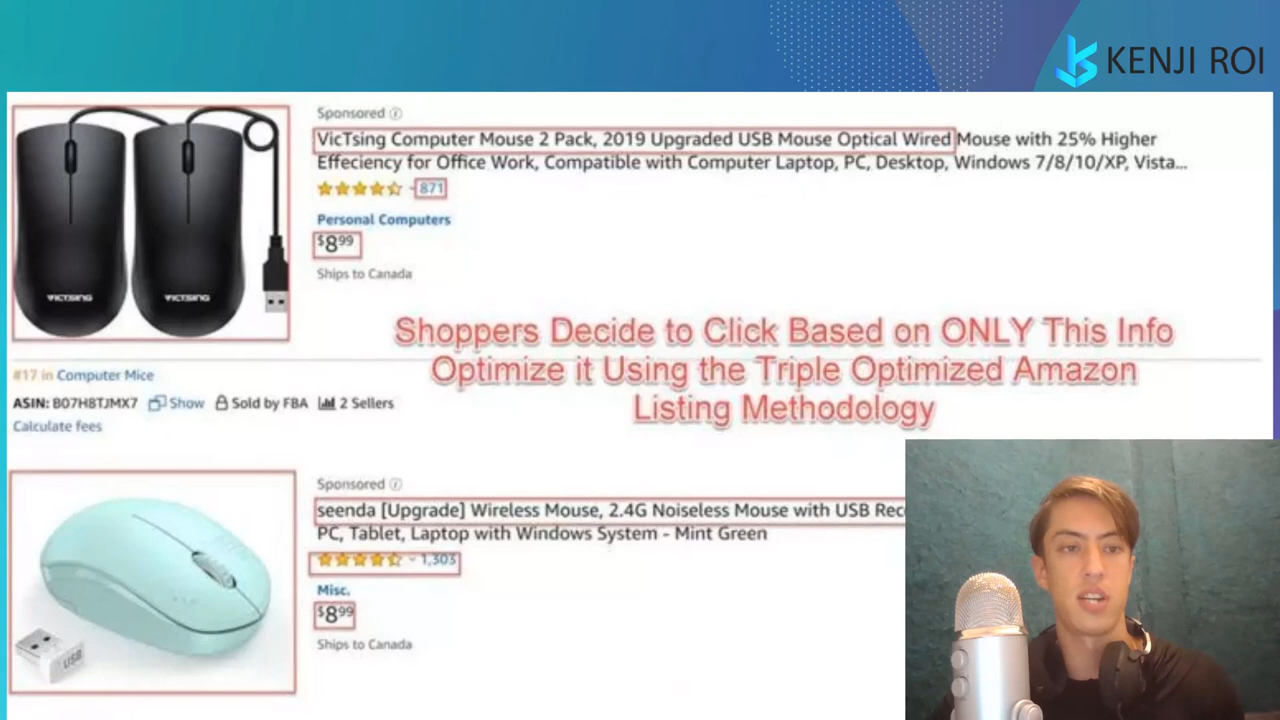 KENJI ROI
Sponsored ⓘ
VicTsing Computer Mouse 2 Pack, 2019 Upgraded USB Mouse Optical Wired Mouse with 25% Higher
Effeciency for Office Work, Compatible with Computer Laptop, PC, Desktop, Windows 7/8/10/XP, Vista...
871
Personal Computers
$8⁹⁹
Ships to Canada
VICTSING VICTSING
Shoppers Decide to Click Based on ONLY This Info
Optimize it Using the Triple Optimized Amazon
Listing Methodology
#17 in Computer Mice
ASIN: B07H8TJMX7 Show Sold by FBA 2 Sellers
Calculate fees
Sponsored ⓘ
seenda [Upgrade] Wireless Mouse, 2.4G Noiseless Mouse with USB
PC, Tablet, Laptop with Windows System - Mint Green
1,303
Misc.
$8⁹⁹
Ships to Canada
USB